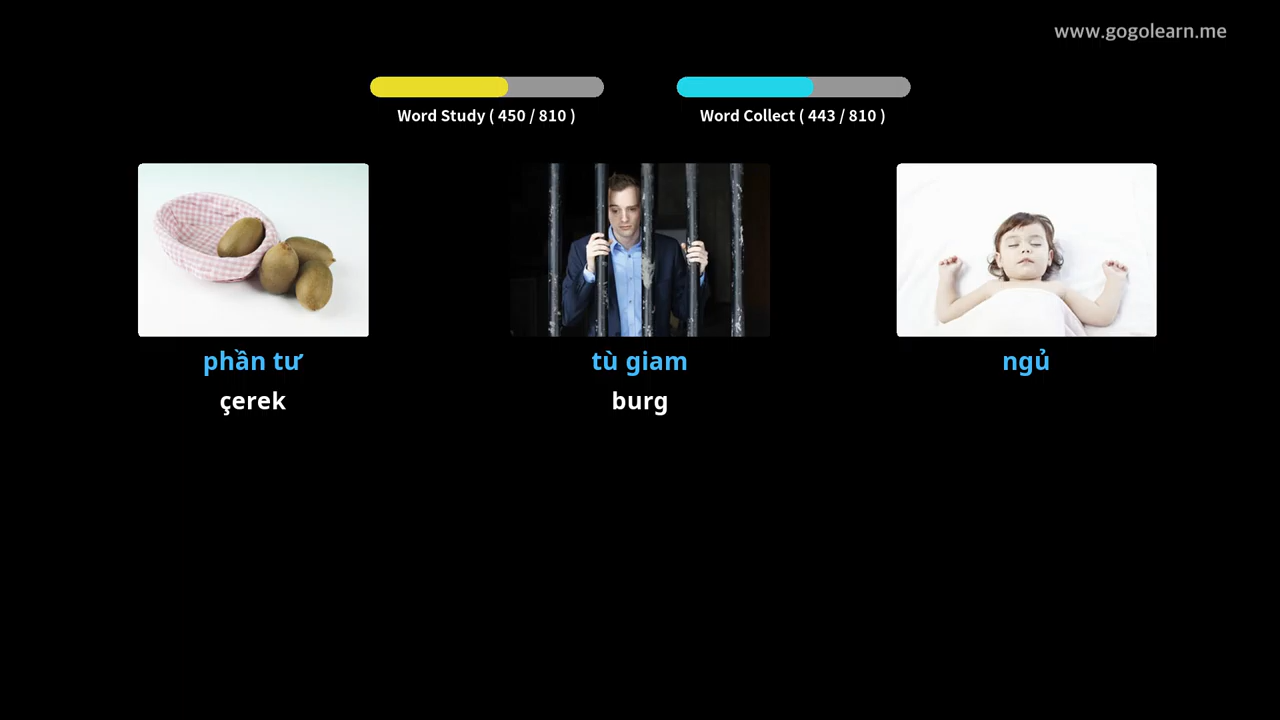 www.gogolearn.me
Word Study ( 450 / 810 )
Word Collect ( 443 / 810 )
phần tư
çerek
tù giam
burg
ngủ